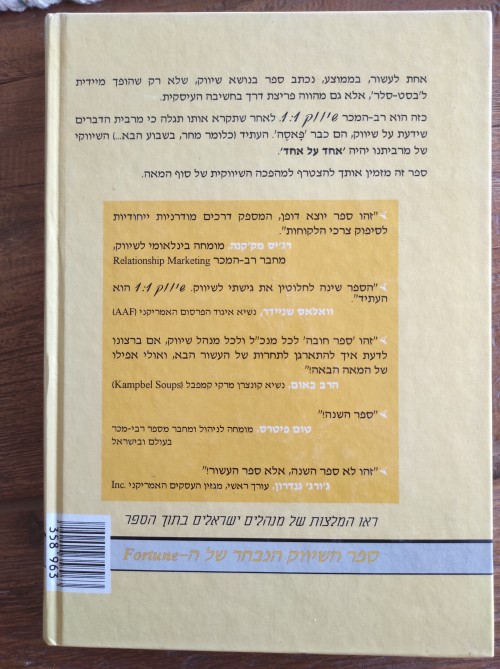 אחת לעשור, בממוצע, נכתב ספר בנושא שיווק, שלא רק שהופך מיידית
ל'בסט-סלר', אלא גם מהווה פריצת דרך בחשיבה העיסקית.
כזה הוא רב-המכר שיווק 1:1. לאחר שתקרא אותו תגלה כי מרבית הדברים
שידעת על שיווק, הם כבר 'פָּאסֶה'. העתיד (כלומר מחר, בשבוע הבא...) השיווקי
של מרביתנו יהיה 'אחד על אחד'.
ספר זה מזמין אותך להצטרף למהפכה השיווקית של סוף המאה.
"זהו ספר יוצא דופן, המספק דרכים מודרניות ייחודיות
לסיפוק צרכי הלקוחות".
רג'יס מק'קנה, מומחה בינלאומי לשיווק,
מחבר רב-המכר Relationship Marketing
"הספר שינה לחלוטין את גישתי לשיווק. שיווק 1:1 הוא
העתיד".
וואלאס שניידר, נשיא איגוד הפרסום האמריקני (AAF)
"זהו 'ספר חובה' לכל מנכ"ל ולכל מנהל שיווק, אם ברצונו
לדעת איך להתארגן לתחרות של העשור הבא, ואולי אפילו
של המאה הבאה!"
הרב באום, נשיא קונצרן מרקי קמפבל (Kampbel Soups)
"ספר השנה!"
טום פיטרס, מומחה לניהול ומחבר מספר רבי-מכר
בעולם ובישראל
"זהו לא ספר השנה, אלא ספר העשור!"
ג'ורג' גנדרון, עורך ראשי, מגזין העסקים האמריקני Inc.
ראו המלצות של מנהלים ישראלים בתוך הספר
ספר השיווק הנבחר של ה-Fortune
358-963